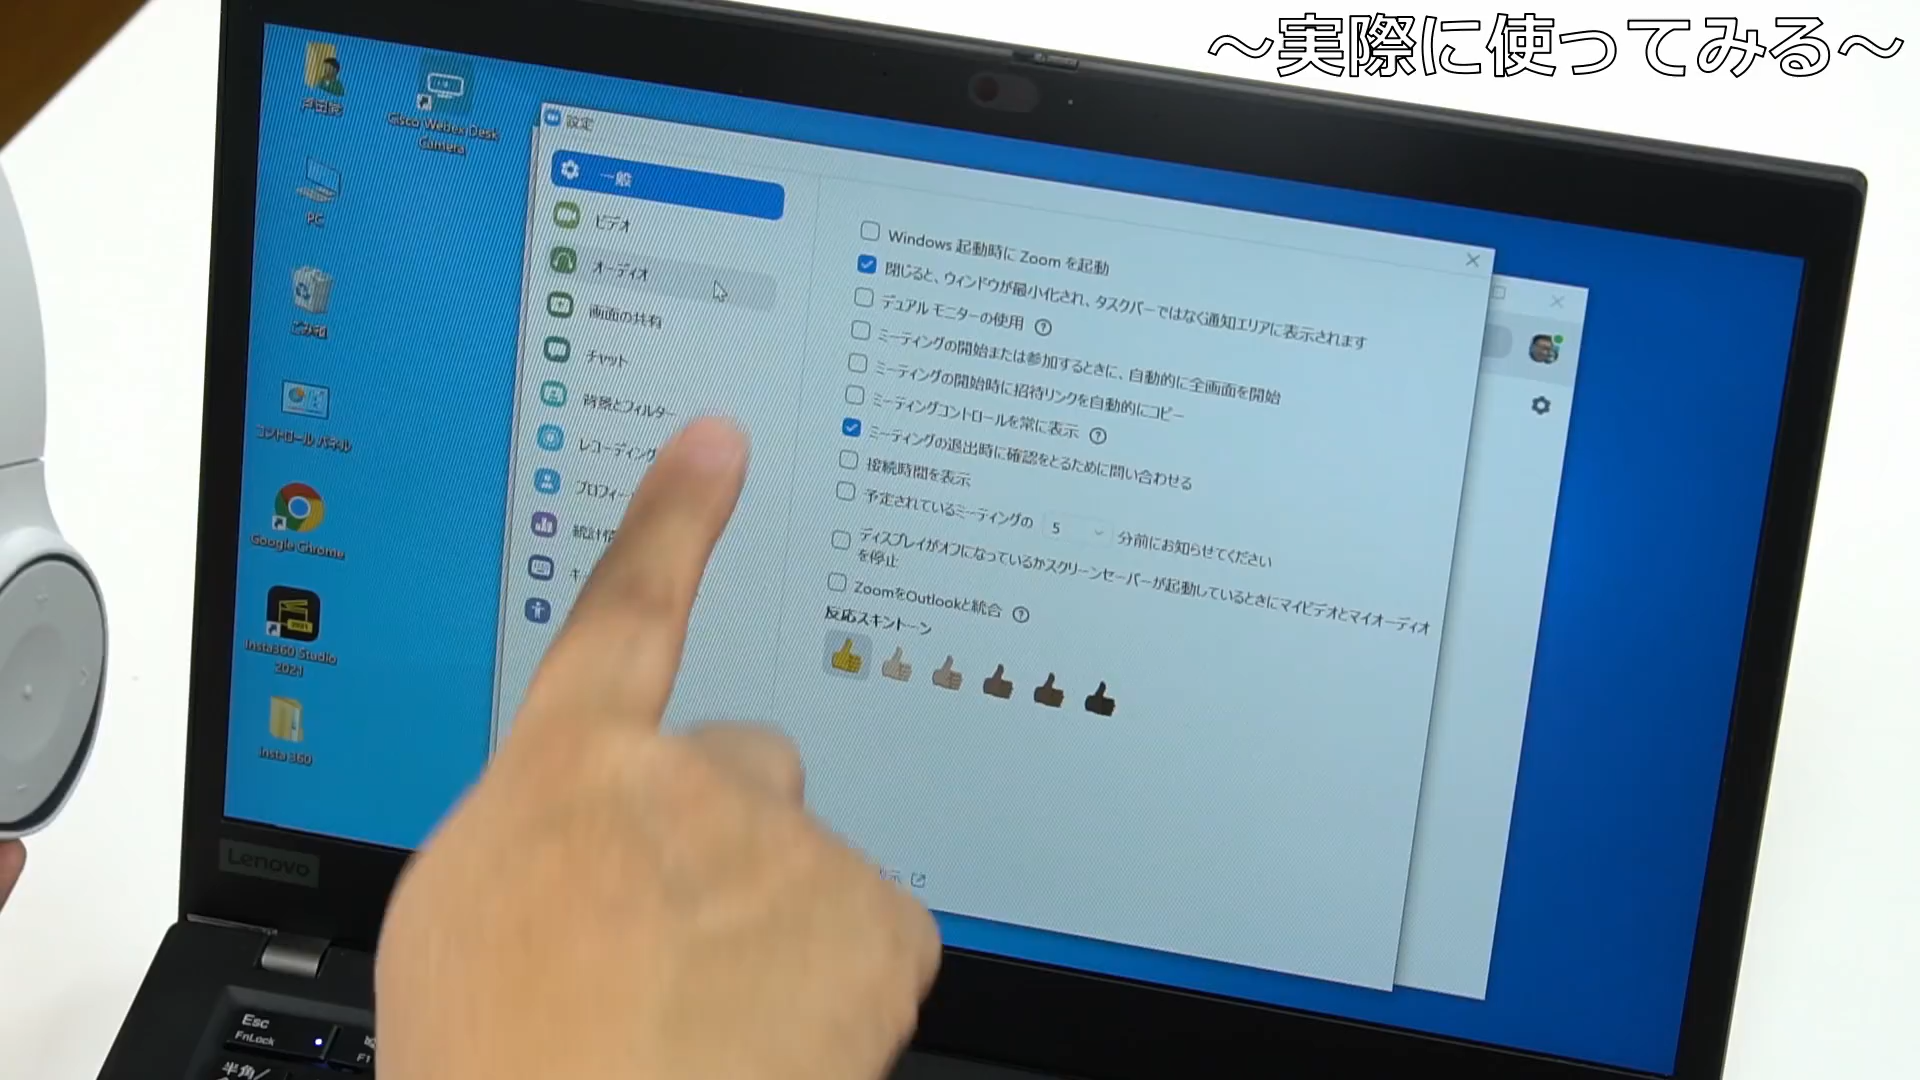 〜実際に使ってみる〜
Cisco Webex Desk
Camera
PC
ごみ箱
コントロール パネル
Google Chrome
Insta360 Studio
2021
Insta 360
設定
一般
ビデオ
オーディオ
画面の共有
チャット
背景とフィルター
レコーディング
プロフィー
Windows 起動時に Zoom を起動
閉じると、ウィンドウが最小化され、タスクバーではなく通知エリアに表示されます
デュアル モニターの使用
ミーティングの開始または参加するときに、自動的に全画面を開始
ミーティングの開始時に招待リンクを自動的にコピー
ミーティングコントロールを常に表示
ミーティングの退出時に確認をとるために問い合わせる
接続時間を表示
予定されているミーティングの 5 分前にお知らせてください
ディスプレイがオフになっているかスクリーンセーバーが起動しているときにマイビデオとマイオーディオ
を停止
ZoomをOutlookと統合
反応スキントーン
Lenovo
Esc
FnLock
F1
半角/